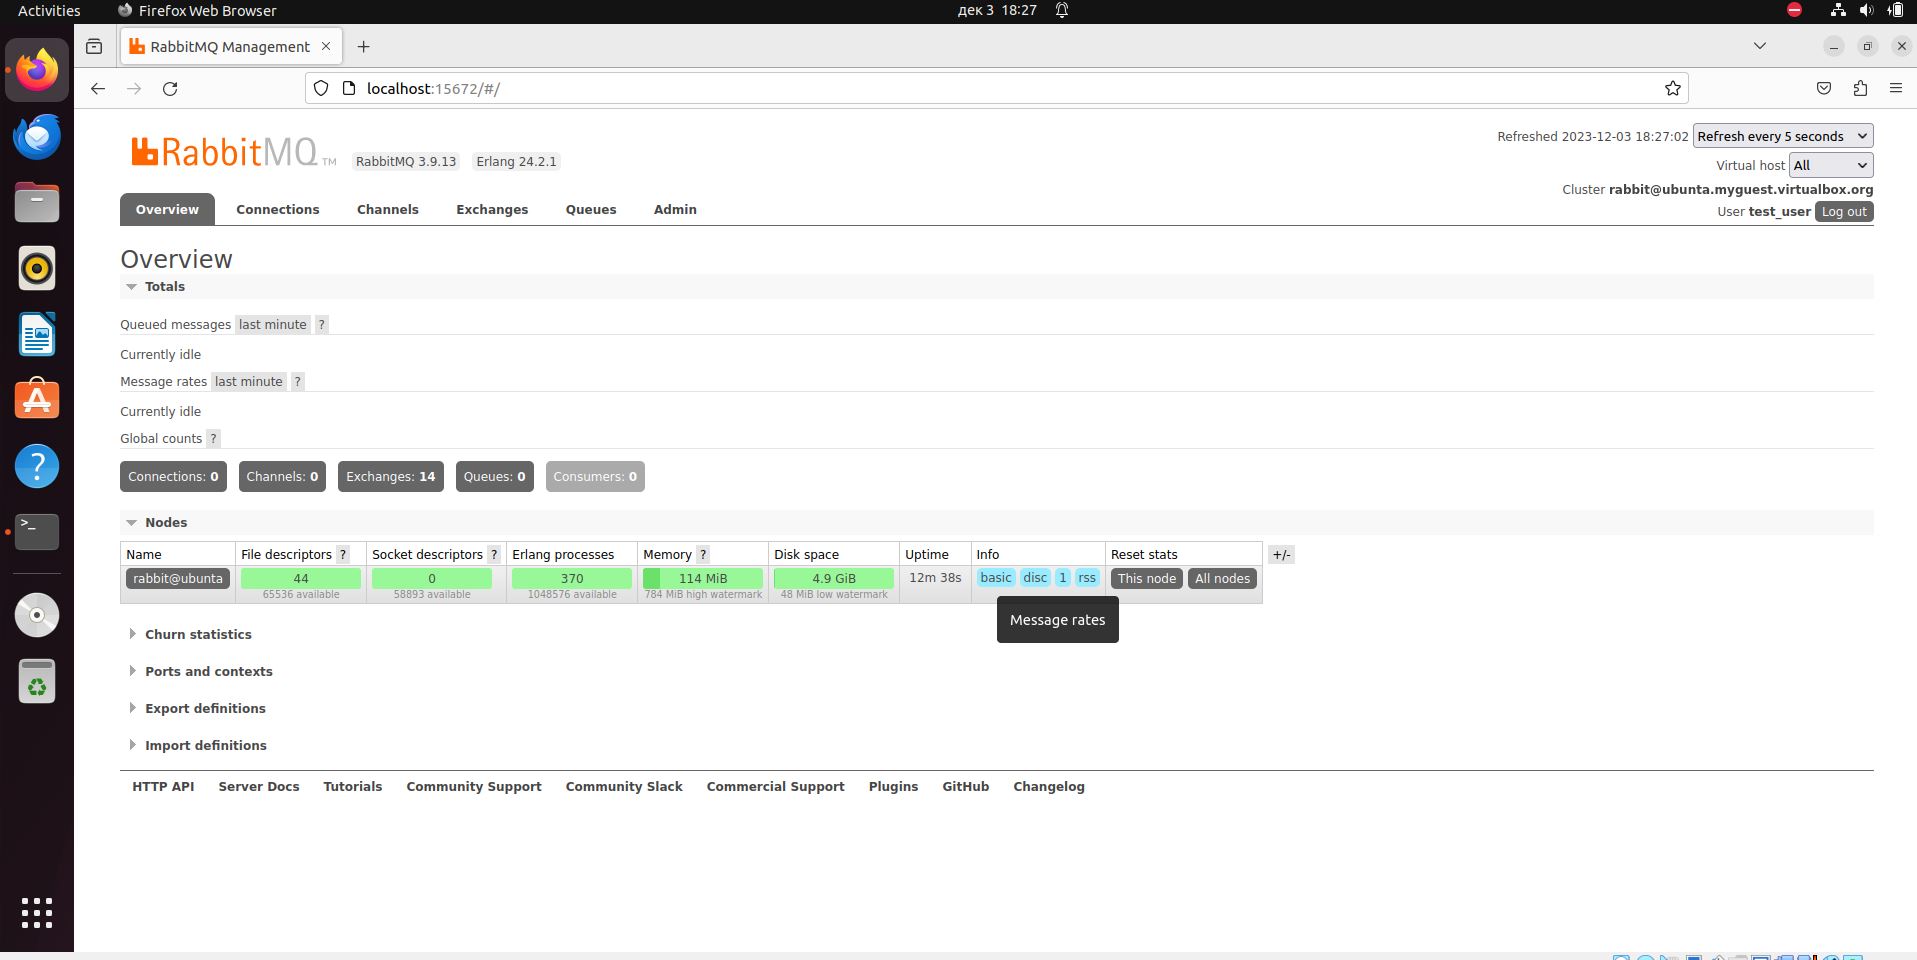 Activities Firefox Web Browser дек 3 18:27
RabbitMQ Management
localhost:15672/#/
RabbitMQ TM RabbitMQ 3.9.13 Erlang 24.2.1
Refreshed 2023-12-03 18:27:02 Refresh every 5 seconds
Virtual host All
Cluster rabbit@ubunta.myguest.virtualbox.org
User test_user Log out
Overview Connections Channels Exchanges Queues Admin
Overview
Totals
Queued messages last minute ?
Currently idle
Message rates last minute ?
Currently idle
Global counts ?
Connections: 0 Channels: 0 Exchanges: 14 Queues: 0 Consumers: 0
Nodes
Name File descriptors ? Socket descriptors ? Erlang processes Memory ? Disk space Uptime Info Reset stats +/-
rabbit@ubunta 44 0 370 114 MiB 4.9 GiB 12m 38s basic disc 1 rss This node All nodes
65536 available 58893 available 1048576 available 784 MiB high watermark 48 MiB low watermark
Message rates
Churn statistics
Ports and contexts
Export definitions
Import definitions
HTTP API Server Docs Tutorials Community Support Community Slack Commercial Support Plugins GitHub Changelog